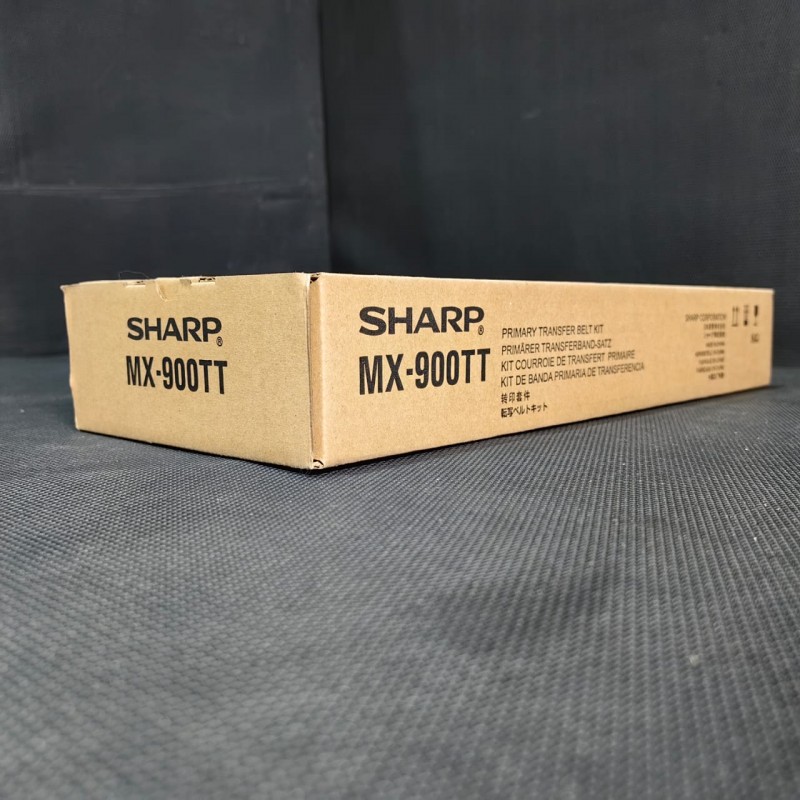 SHARP®
MX-900TT
SHARP®
MX-900TT
PRIMARY TRANSFER BELT KIT
PRIMÄRER TRANSFERBAND-SATZ
KIT COURROIE DE TRANSFERT PRIMAIRE
KIT DE BANDA PRIMARIA DE TRANSFERENCIA
转印套件
転写ベルトキット
SHARP CORPORATION